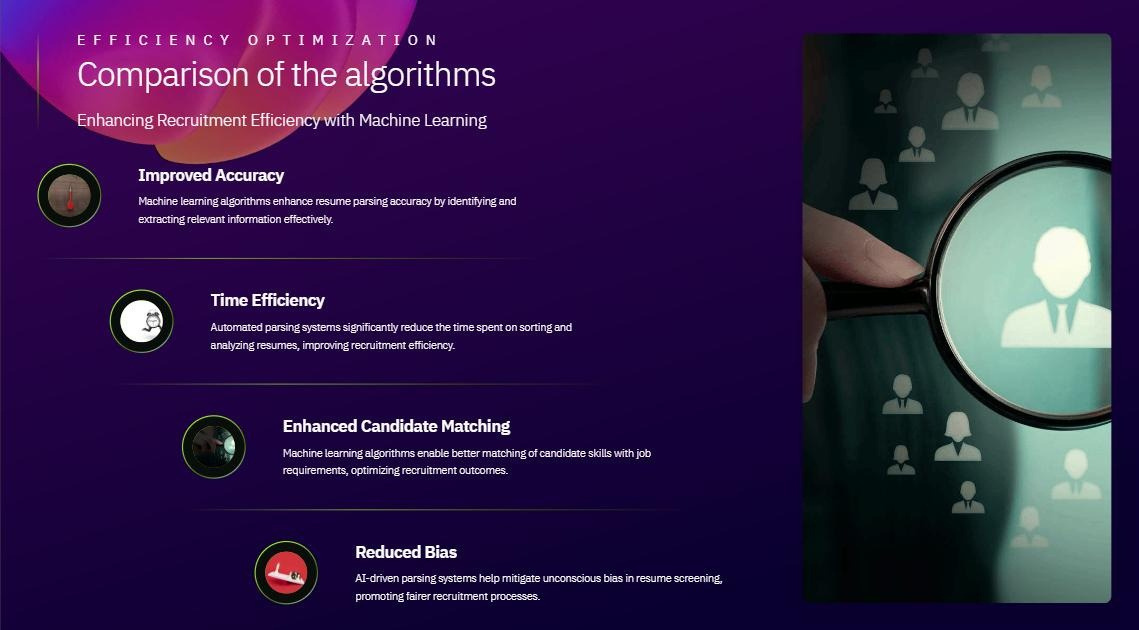 EFFICIENCY OPTIMIZATION
Comparison of the algorithms
Enhancing Recruitment Efficiency with Machine Learning
Improved Accuracy
Machine learning algorithms enhance resume parsing accuracy by identifying and
extracting relevant information effectively.
Time Efficiency
Automated parsing systems significantly reduce the time spent on sorting and
analyzing resumes, improving recruitment efficiency.
Enhanced Candidate Matching
Machine learning algorithms enable better matching of candidate skills with job
requirements, optimizing recruitment outcomes.
Reduced Bias
AI-driven parsing systems help mitigate unconscious bias in resume screening,
promoting fairer recruitment processes.